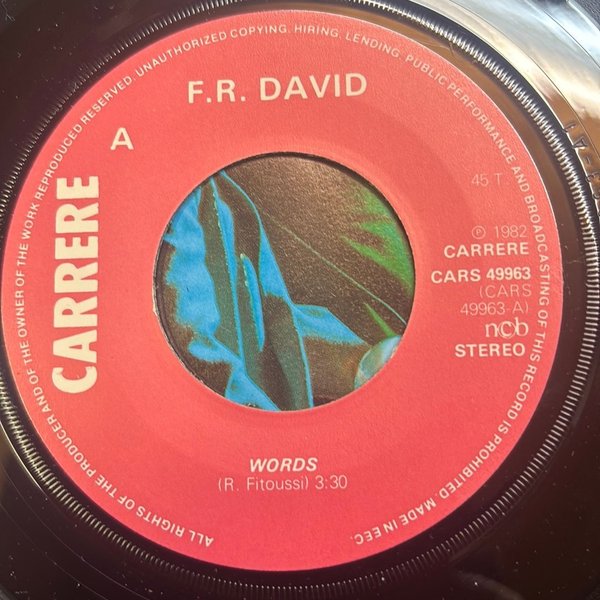 ALL RIGHTS OF THE PRODUCER AND OF THE OWNER OF THE WORK REPRODUCED RESERVED. UNAUTHORIZED COPYING, HIRING, LENDING, PUBLIC PERFORMANCE AND BROADCASTING OF THIS RECORD IS PROHIBITED. MADE IN EEC.
F.R. DAVID
A
CARRERE
45 T.
℗ 1982
CARRERE
CARS 49963
(CARS
49963-A)
ncb
STEREO
WORDS
(R. Fitoussi) 3:30